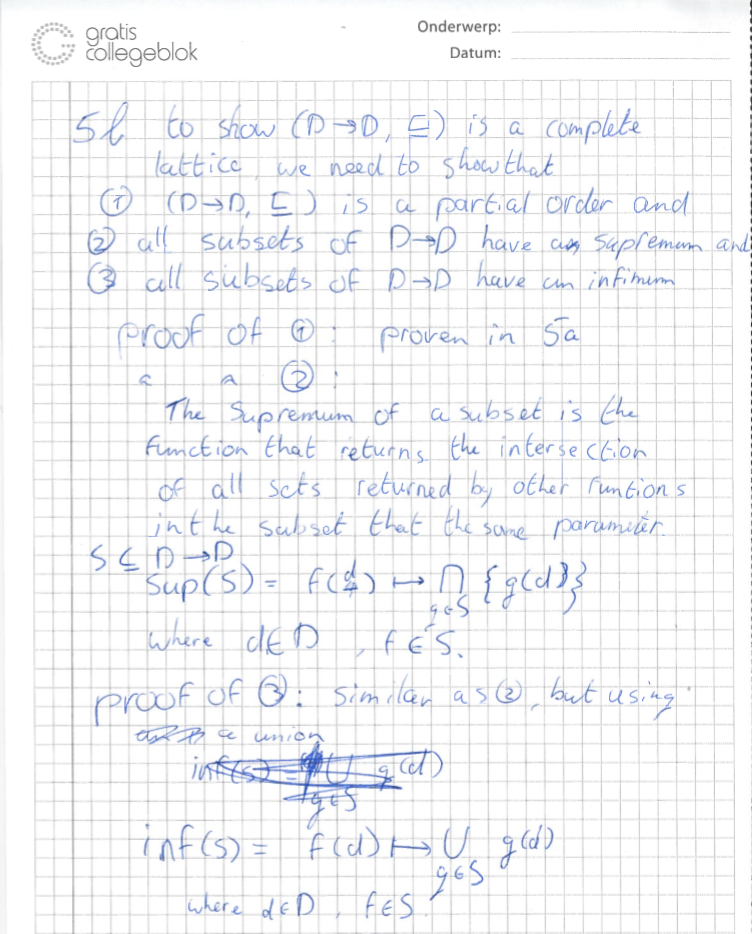 gratis
collegeblok
Onderwerp:
Datum:
5b to show (D→D, ⊑) is a complete
lattice, we need to show that
① (D→D, ⊑) is a partial order and
② all subsets of D→D have an supremum and
③ all subsets of D→D have an infimum
proof of ① : proven in 5a
" " ② :
The supremum of a subset is the
function that returns the intersection
of all sets returned by other funtions
in the subset that the same parameter.
S ⊆ D→D
sup(S) = f(d) ↦ ⋂ {g(d)}
g∈S
where d∈D , f∈S.
proof of ③: similar as ②, but using
a union
inf(s) = ⋃ g(d)
g∈S
inf(S) = f(d) ↦ ⋃ g(d)
g∈S
where d∈D , f∈S.